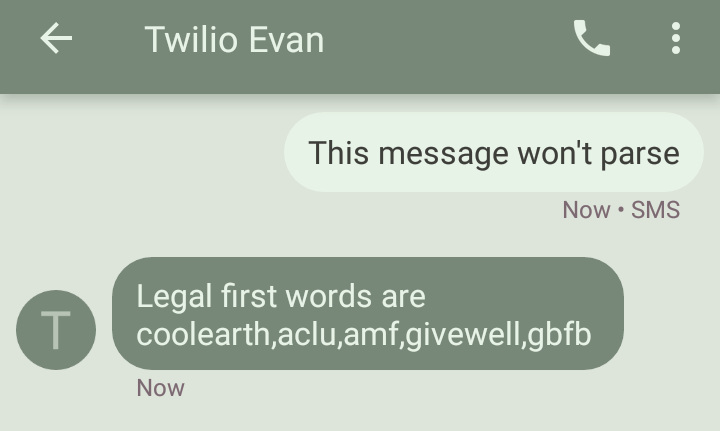 Twilio Evan
This message won't parse
Now • SMS
T
Legal first words are
coolearth,aclu,amf,givewell,gbfb
Now